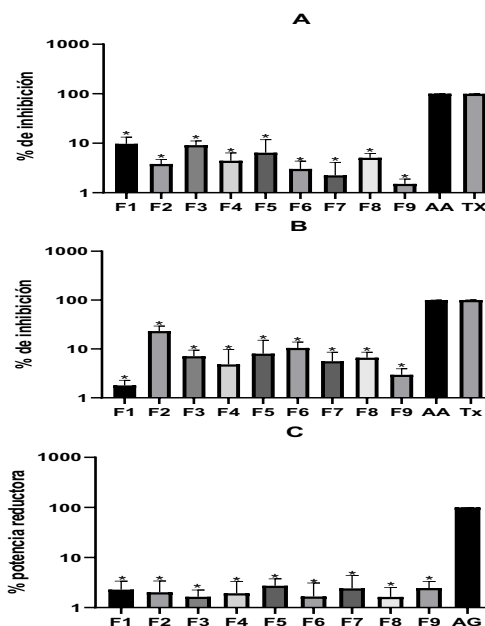 A
% de inhibición
1000
100
10
1
* * * * * * * * *
F1 F2 F3 F4 F5 F6 F7 F8 F9 AA TX
B
% de inhibición
1000
100
10
1
* * * * * * * * *
F1 F2 F3 F4 F5 F6 F7 F8 F9 AA Tx
C
% potencia reductora
1000
100
10
1
* * * * * * * * *
F1 F2 F3 F4 F5 F6 F7 F8 F9 AG